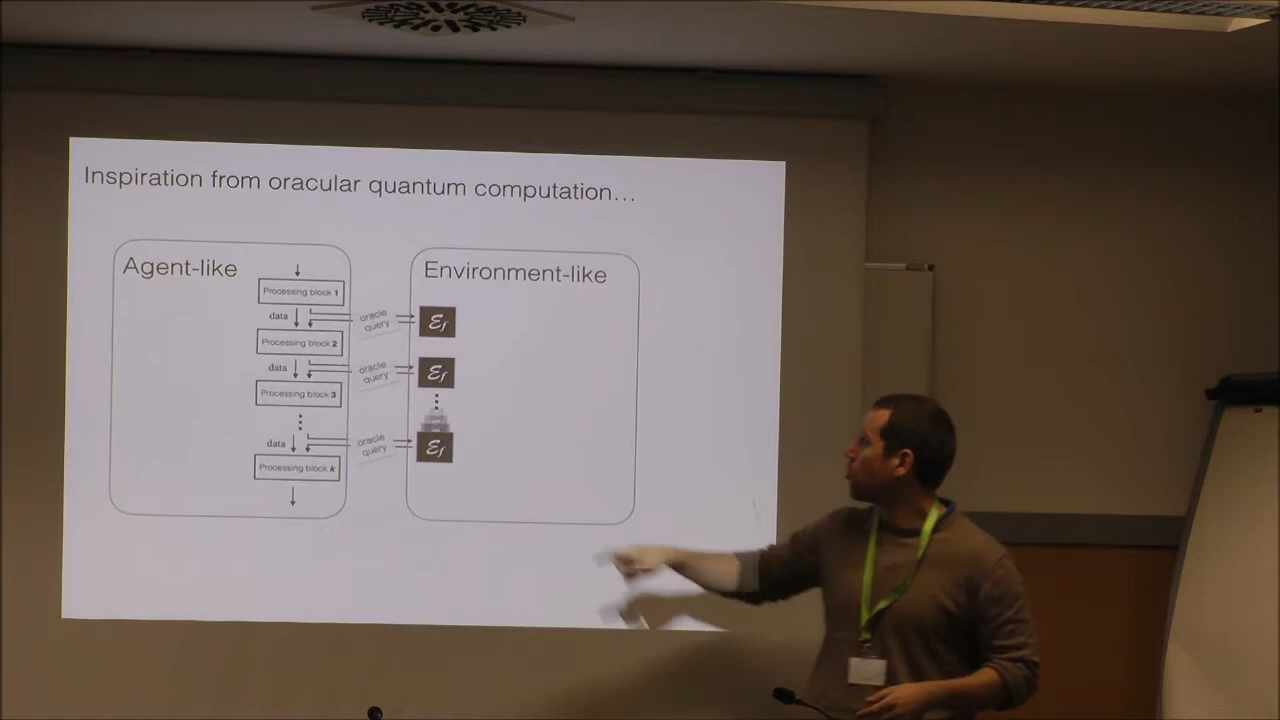 Inspiration from oracular quantum computation…
Agent-like
Environment-like
Processing block 1
data
oracle
query
ℰf
Processing block 2
data
oracle
query
ℰf
Processing block 3
data
oracle
query
ℰf
Processing block k